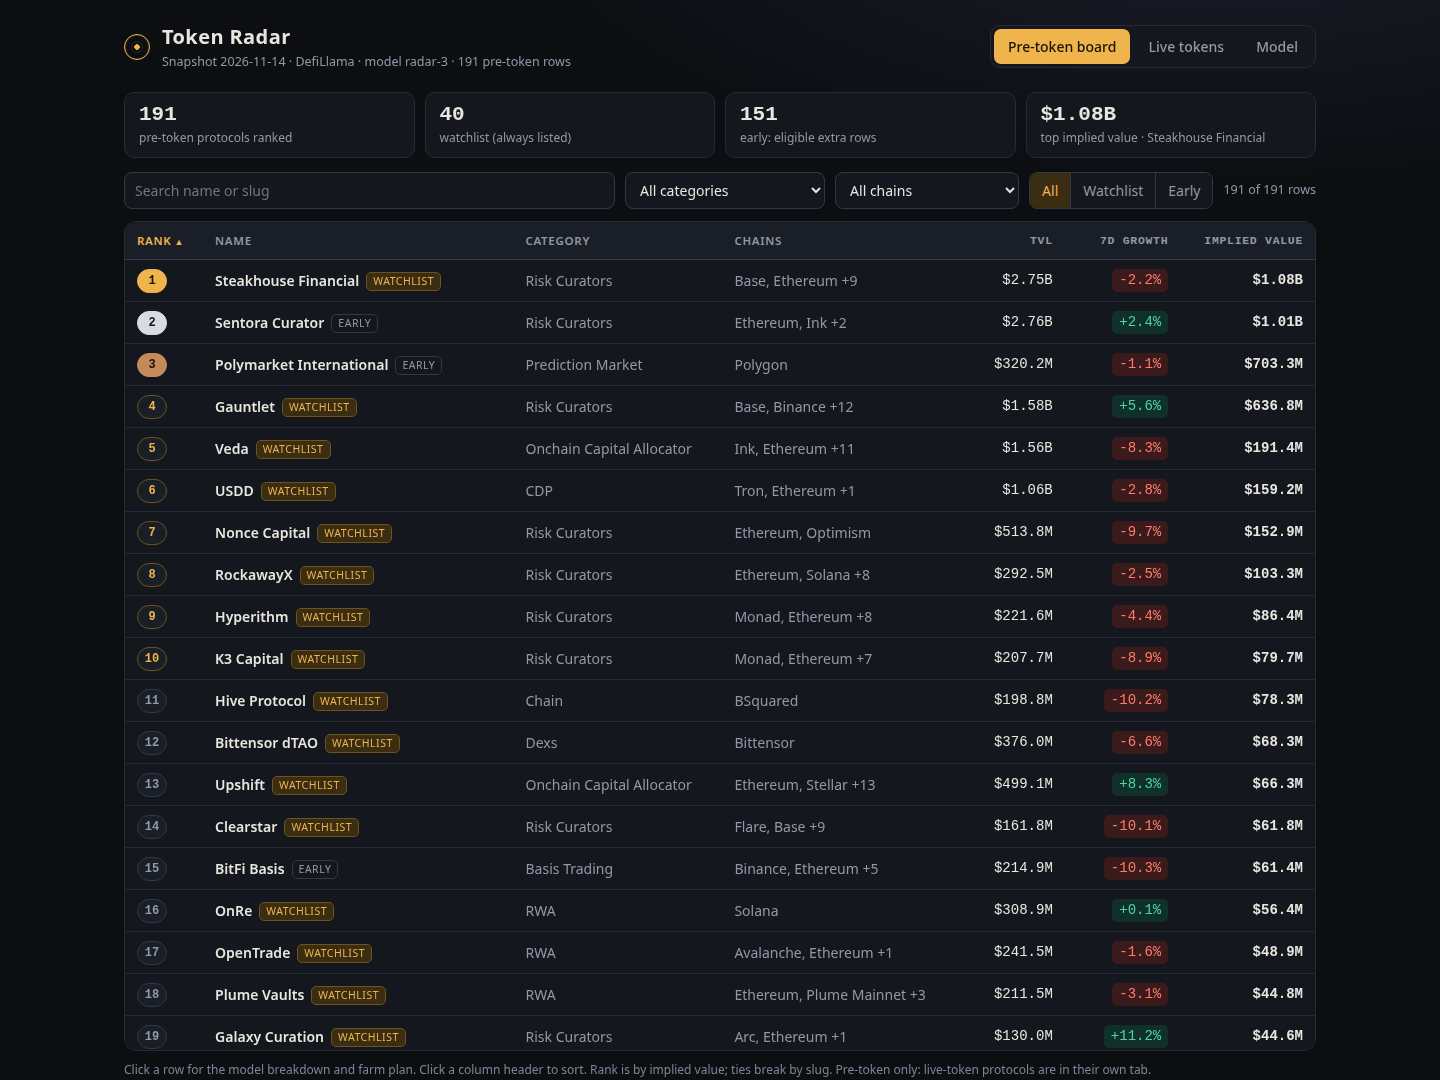 Token Radar
Snapshot 2026-11-14 · DefiLlama · model radar-3 · 191 pre-token rows
Pre-token board Live tokens Model
191
pre-token protocols ranked
40
watchlist (always listed)
151
early: eligible extra rows
$1.08B
top implied value · Steakhouse Financial
Search name or slug All categories All chains All Watchlist Early 191 of 191 rows
RANK ▲ NAME CATEGORY CHAINS TVL 7D GROWTH IMPLIED VALUE
1 Steakhouse Financial WATCHLIST Risk Curators Base, Ethereum +9 $2.75B -2.2% $1.08B
2 Sentora Curator EARLY Risk Curators Ethereum, Ink +2 $2.76B +2.4% $1.01B
3 Polymarket International EARLY Prediction Market Polygon $320.2M -1.1% $703.3M
4 Gauntlet WATCHLIST Risk Curators Base, Binance +12 $1.58B +5.6% $636.8M
5 Veda WATCHLIST Onchain Capital Allocator Ink, Ethereum +11 $1.56B -8.3% $191.4M
6 USDD WATCHLIST CDP Tron, Ethereum +1 $1.06B -2.8% $159.2M
7 Nonce Capital WATCHLIST Risk Curators Ethereum, Optimism $513.8M -9.7% $152.9M
8 RockawayX WATCHLIST Risk Curators Ethereum, Solana +8 $292.5M -2.5% $103.3M
9 Hyperithm WATCHLIST Risk Curators Monad, Ethereum +8 $221.6M -4.4% $86.4M
10 K3 Capital WATCHLIST Risk Curators Monad, Ethereum +7 $207.7M -8.9% $79.7M
11 Hive Protocol WATCHLIST Chain BSquared $198.8M -10.2% $78.3M
12 Bittensor dTAO WATCHLIST Dexs Bittensor $376.0M -6.6% $68.3M
13 Upshift WATCHLIST Onchain Capital Allocator Ethereum, Stellar +13 $499.1M +8.3% $66.3M
14 Clearstar WATCHLIST Risk Curators Flare, Base +9 $161.8M -10.1% $61.8M
15 BitFi Basis EARLY Basis Trading Binance, Ethereum +5 $214.9M -10.3% $61.4M
16 OnRe WATCHLIST RWA Solana $308.9M +0.1% $56.4M
17 OpenTrade WATCHLIST RWA Avalanche, Ethereum +1 $241.5M -1.6% $48.9M
18 Plume Vaults WATCHLIST RWA Ethereum, Plume Mainnet +3 $211.5M -3.1% $44.8M
19 Galaxy Curation WATCHLIST Risk Curators Arc, Ethereum +1 $130.0M +11.2% $44.6M
Click a row for the model breakdown and farm plan. Click a column header to sort. Rank is by implied value; ties break by slug. Pre-token only: live-token protocols are in their own tab.